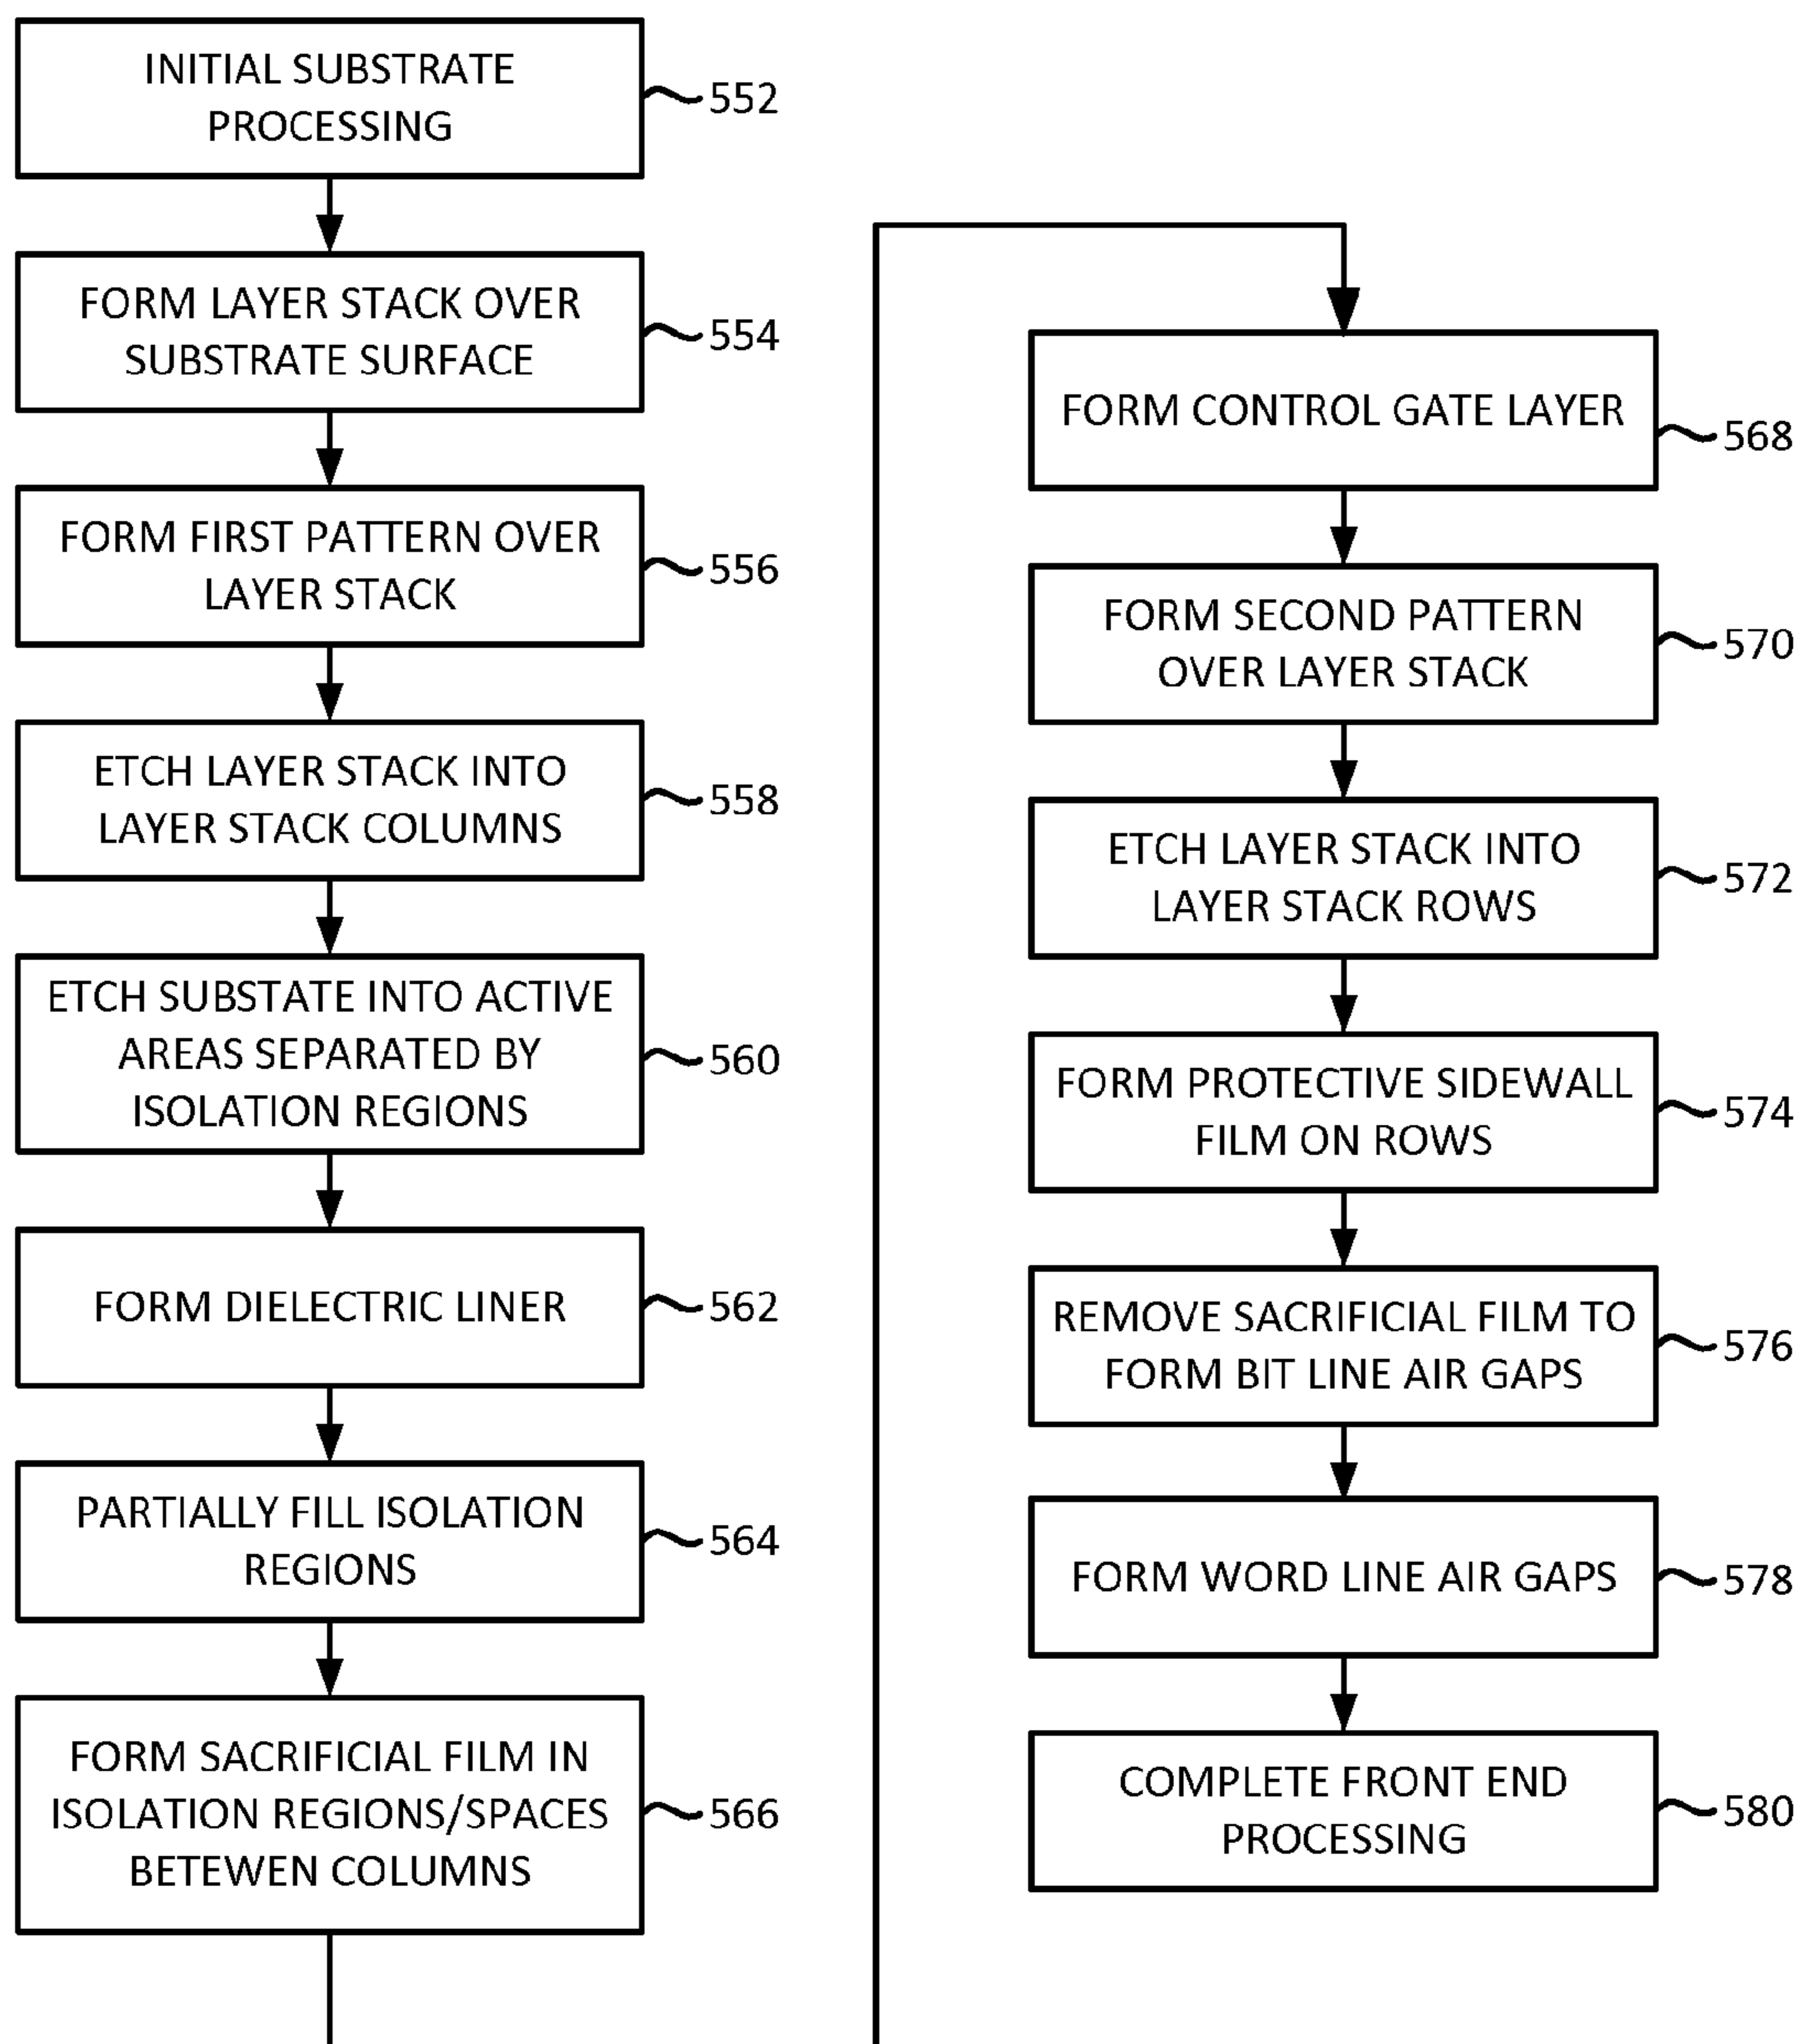 INITIAL SUBSTRATE
PROCESSING
552
FORM LAYER STACK OVER
SUBSTRATE SURFACE
554
FORM FIRST PATTERN OVER
LAYER STACK
556
ETCH LAYER STACK INTO
LAYER STACK COLUMNS
558
ETCH SUBSTATE INTO ACTIVE
AREAS SEPARATED BY
ISOLATION REGIONS
560
FORM DIELECTRIC LINER
562
PARTIALLY FILL ISOLATION
REGIONS
564
FORM SACRIFICIAL FILM IN
ISOLATION REGIONS/SPACES
BETEWEN COLUMNS
566
FORM CONTROL GATE LAYER
568
FORM SECOND PATTERN
OVER LAYER STACK
570
ETCH LAYER STACK INTO
LAYER STACK ROWS
572
FORM PROTECTIVE SIDEWALL
FILM ON ROWS
574
REMOVE SACRIFICIAL FILM TO
FORM BIT LINE AIR GAPS
576
FORM WORD LINE AIR GAPS
578
COMPLETE FRONT END
PROCESSING
580